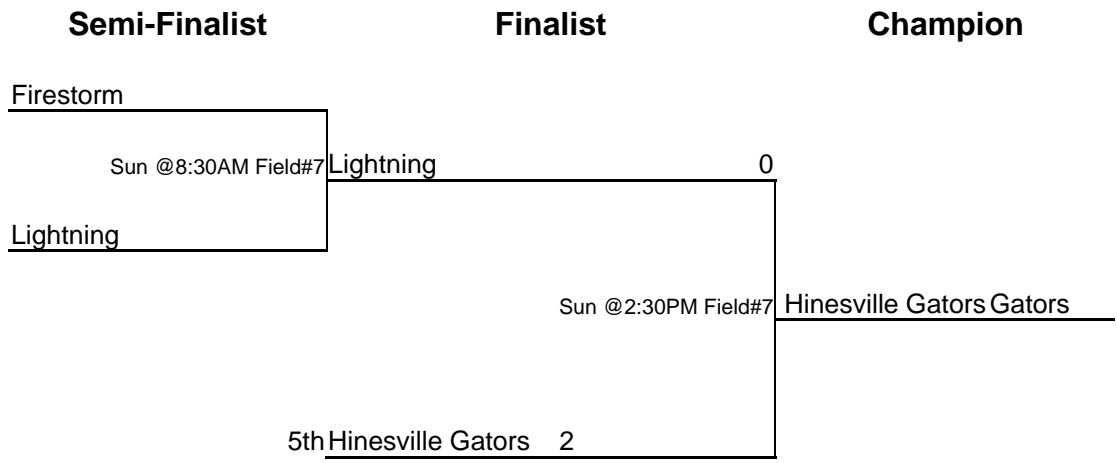 Semi-Finalist Finalist Champion
Firestorm
Sun @8:30AM Field#7 Lightning 0
Lightning
Sun @2:30PM Field#7 Hinesville Gators Gators
5th Hinesville Gators 2